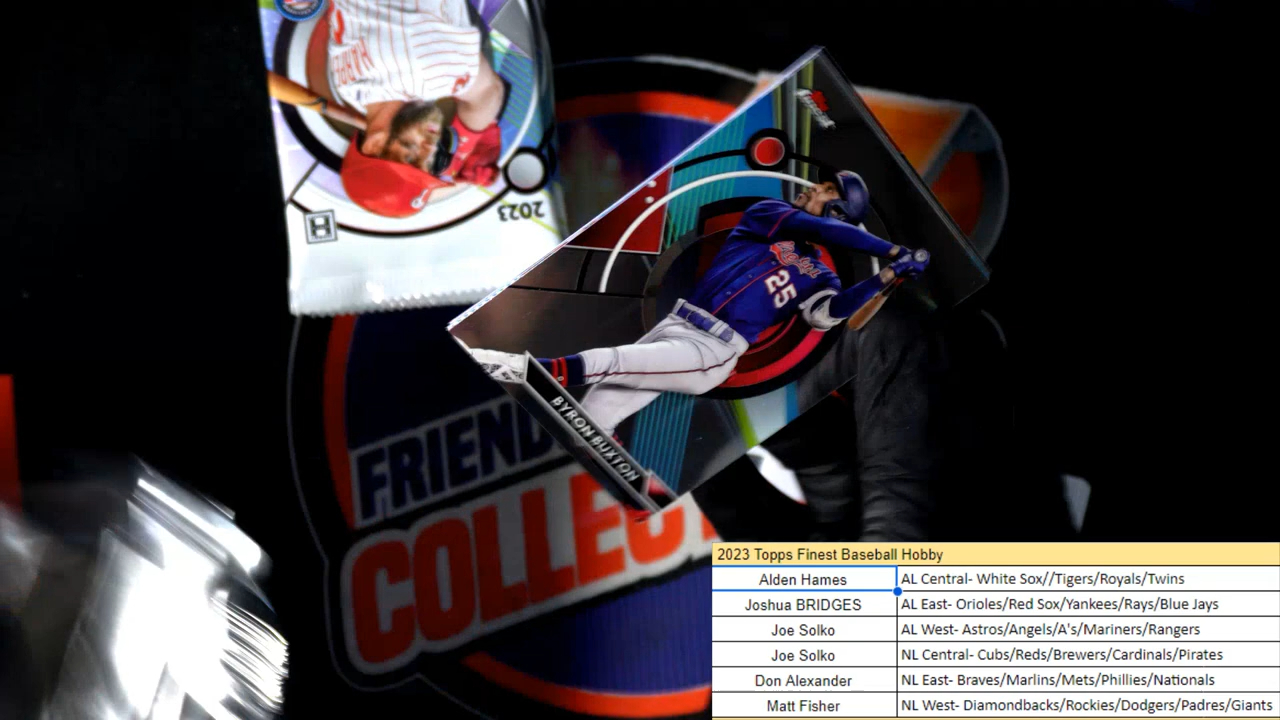 HARPER
2023
H
Finest
25
BYRON BUXTON
FRIEND
COLLECT
2023 Topps Finest Baseball Hobby
Alden Hames AL Central- White Sox//Tigers/Royals/Twins
Joshua BRIDGES AL East- Orioles/Red Sox/Yankees/Rays/Blue Jays
Joe Solko AL West- Astros/Angels/A's/Mariners/Rangers
Joe Solko NL Central- Cubs/Reds/Brewers/Cardinals/Pirates
Don Alexander NL East- Braves/Marlins/Mets/Phillies/Nationals
Matt Fisher NL West- Diamondbacks/Rockies/Dodgers/Padres/Giants